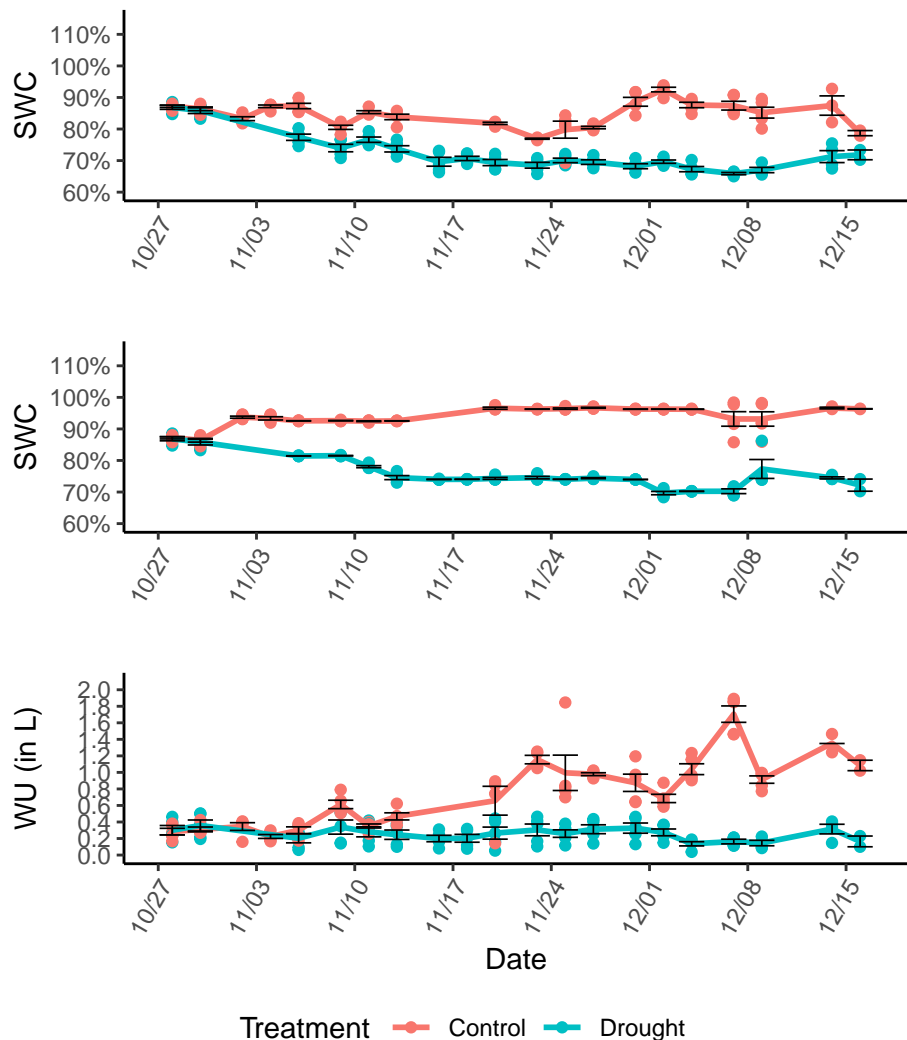 SWC
110%
100%
90%
80%
70%
60%
10/27 11/03 11/10 11/17 11/24 12/01 12/08 12/15
SWC
110%
100%
90%
80%
70%
60%
10/27 11/03 11/10 11/17 11/24 12/01 12/08 12/15
WU (in L)
2.0
1.8
1.6
1.4
1.2
1.0
0.8
0.6
0.4
0.2
0.0
10/27 11/03 11/10 11/17 11/24 12/01 12/08 12/15
Date
Treatment Control Drought